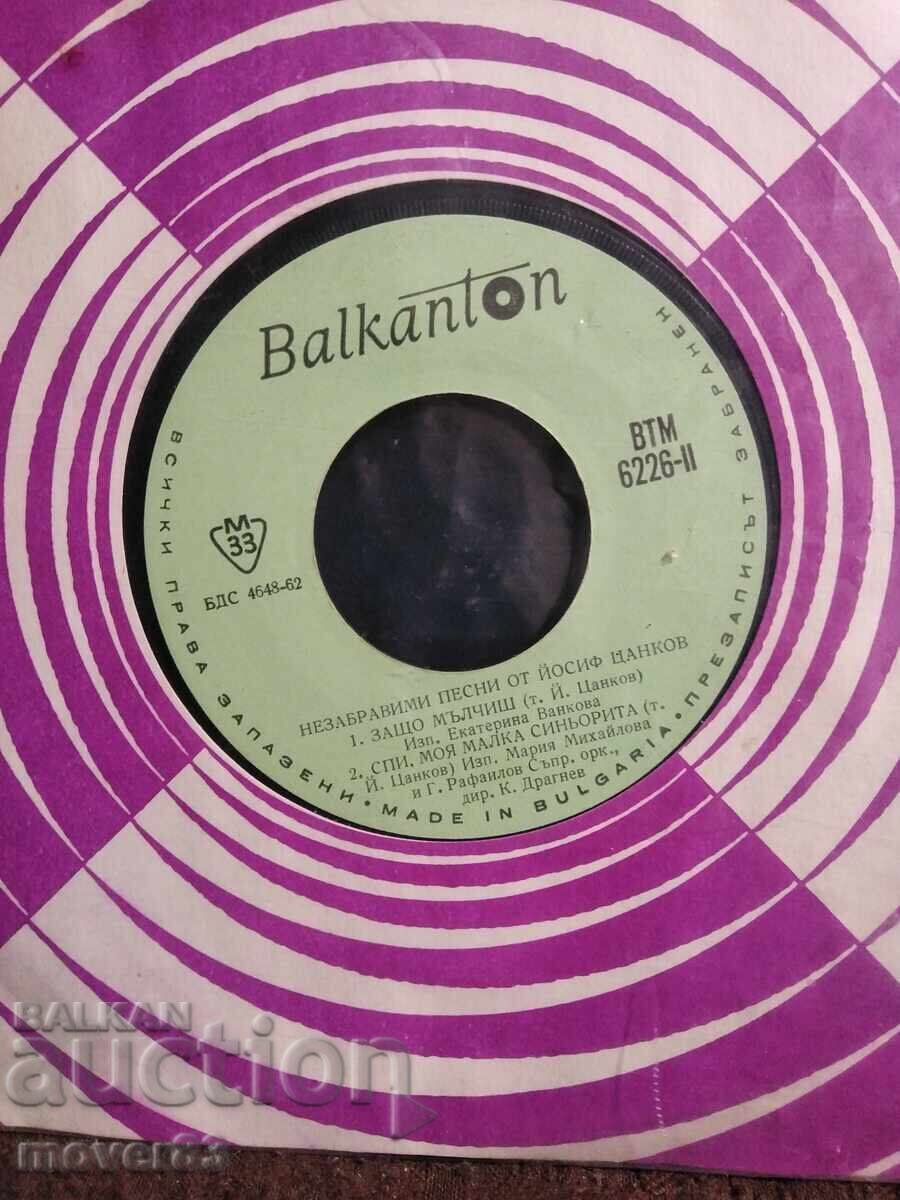 Balkanton
ВТМ
6226-II
М
33
БДС 4648-62
НЕЗАБРАВИМИ ПЕСНИ ОТ ЙОСИФ ЦАНКОВ
1. ЗАЩО МЪЛЧИШ (т. Й. Цанков)
Изп. Екатерина Ванкова
2. СПИ, МОЯ МАЛКА СИНЬОРИТА (т.
Й. Цанков) Изп. Мария Михайлова
и Г. Рафаилов Съпр. орк.,
дир. К. Драгнев
ВСИЧКИ ПРАВА ЗАПАЗЕНИ • MADE IN BULGARIA • ПРЕЗАПИСЪТ ЗАБРАНЕН
BALKAN
auction
mover83